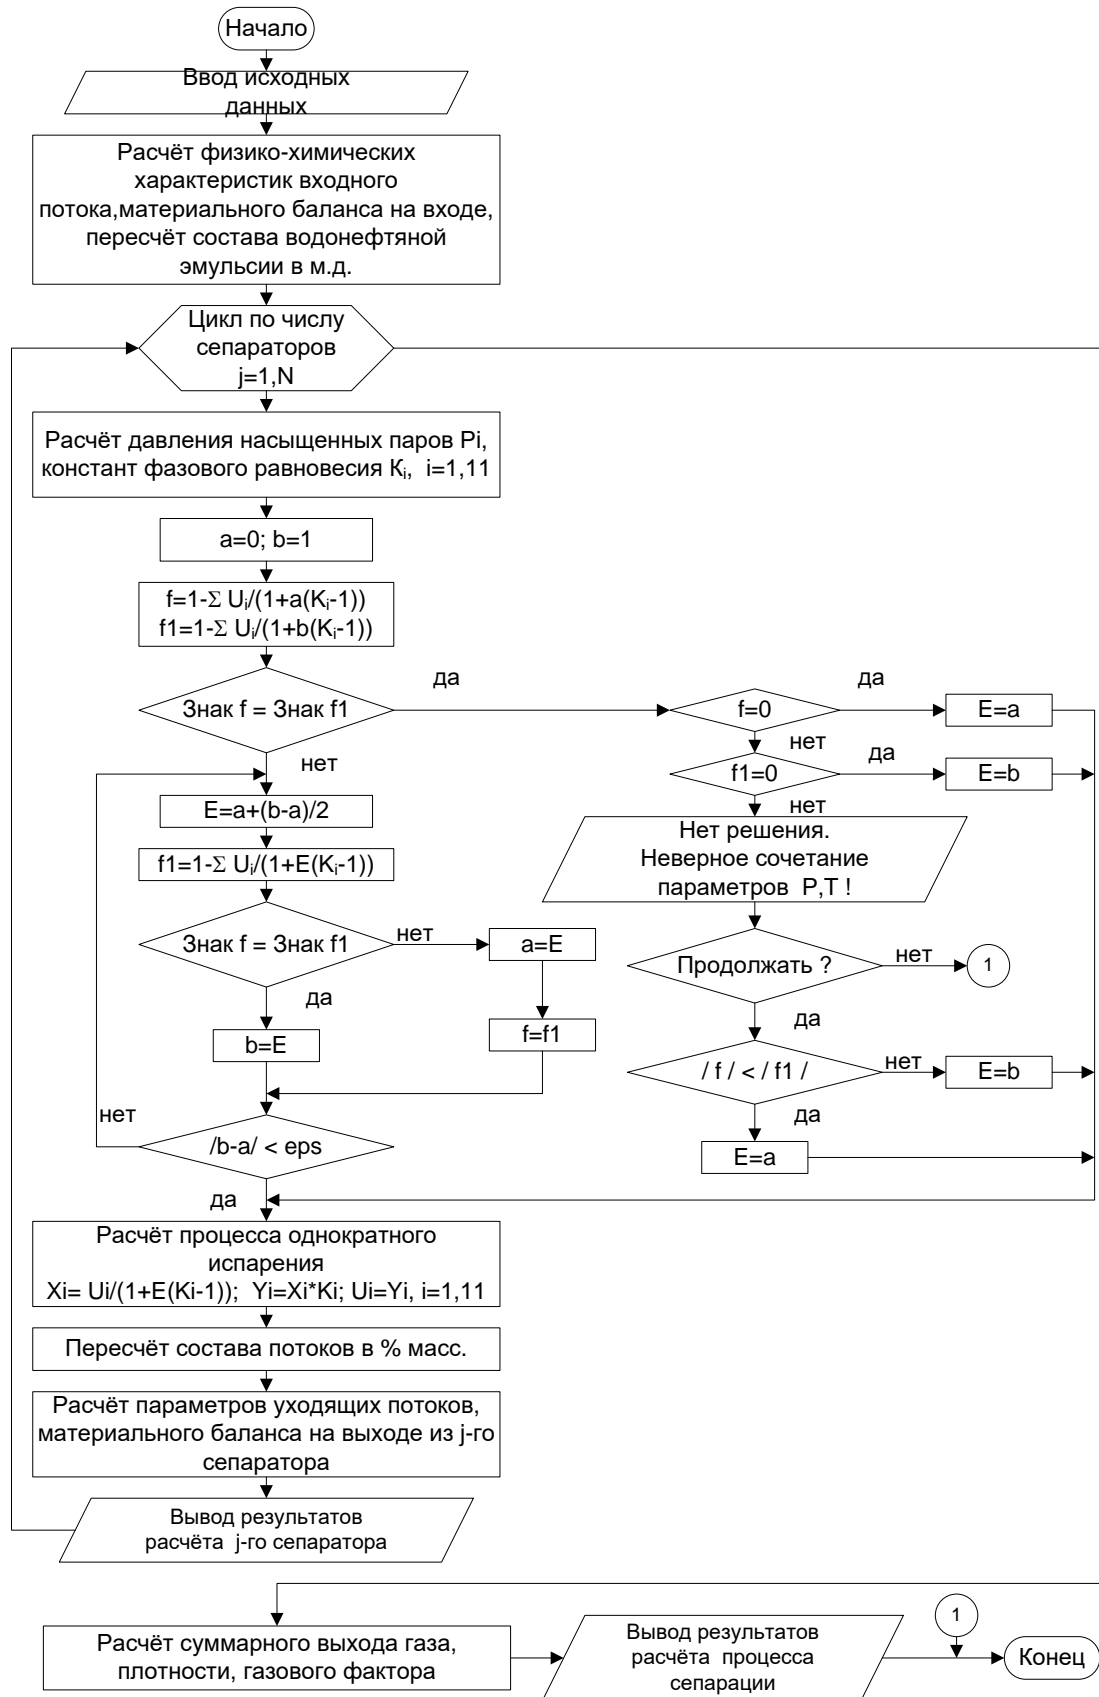 Начало
Ввод исходных
данных
Расчёт физико-химических
характеристик входного
потока,материального баланса на входе,
пересчёт состава водонефтяной
эмульсии в м.д.
Цикл по числу
сепараторов
j=1,N
Расчёт давления насыщенных паров Pi,
констант фазового равновесия Кᵢ, i=1,11
a=0; b=1
f=1-Σ Uᵢ/(1+a(Kᵢ-1))
f1=1-Σ Uᵢ/(1+b(Kᵢ-1))
Знак f = Знак f1
да
нет
f=0
да
E=a
нет
f1=0
да
E=b
нет
Нет решения.
Неверное сочетание
параметров P,T !
Продолжать ?
нет
1
да
/ f / < / f1 /
нет
E=b
да
E=a
E=a+(b-a)/2
f1=1-Σ Uᵢ/(1+E(Kᵢ-1))
Знак f = Знак f1
нет
a=E
f=f1
да
b=E
нет
/b-a/ < eps
да
Расчёт процесса однократного
испарения
Xi= Ui/(1+E(Ki-1)); Yi=Xi*Ki; Ui=Yi, i=1,11
Пересчёт состава потоков в % масс.
Расчёт параметров уходящих потоков,
материального баланса на выходе из j-го
сепаратора
Вывод результатов
расчёта j-го сепаратора
Расчёт суммарного выхода газа,
плотности, газового фактора
Вывод результатов
расчёта процесса
сепарации
1
Конец